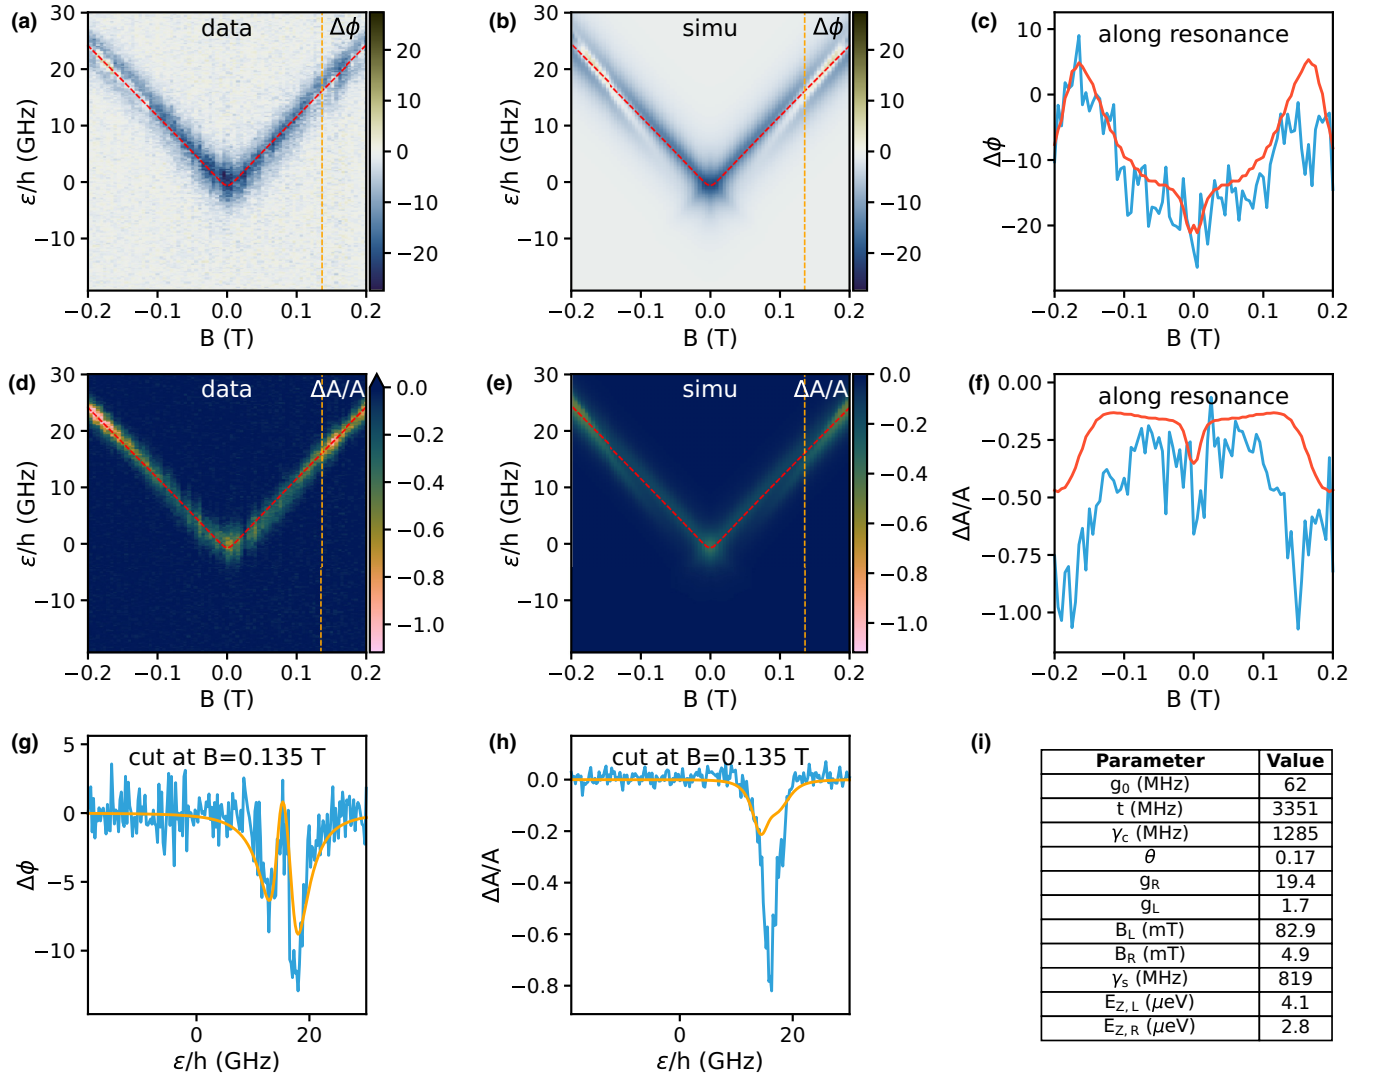 (a)
data
Δϕ
ε/h (GHz)
30
20
10
0
−10
−0.2
−0.1
0.0
0.1
0.2
B (T)
20
10
0
−10
−20
(b)
simu
Δϕ
ε/h (GHz)
30
20
10
0
−10
−0.2
−0.1
0.0
0.1
0.2
B (T)
20
10
0
−10
−20
(c)
along resonance
Δϕ
10
0
−10
−20
−0.2
−0.1
0.0
0.1
0.2
B (T)
(d)
data
ΔA/A
ε/h (GHz)
30
20
10
0
−10
−0.2
−0.1
0.0
0.1
0.2
B (T)
0.0
−0.2
−0.4
−0.6
−0.8
−1.0
(e)
simu
ΔA/A
ε/h (GHz)
30
20
10
0
−10
−0.2
−0.1
0.0
0.1
0.2
B (T)
0.0
−0.2
−0.4
−0.6
−0.8
−1.0
(f)
along resonance
ΔA/A
0.00
−0.25
−0.50
−0.75
−1.00
−0.2
−0.1
0.0
0.1
0.2
B (T)
(g)
cut at B=0.135 T
Δϕ
5
0
−5
−10
0
20
ε/h (GHz)
(h)
cut at B=0.135 T
ΔA/A
0.0
−0.2
−0.4
−0.6
−0.8
0
20
ε/h (GHz)
(i)
Parameter Value
g₀ (MHz) 62
t (MHz) 3351
γ_c (MHz) 1285
θ 0.17
g_R 19.4
g_L 1.7
B_L (mT) 82.9
B_R (mT) 4.9
γ_s (MHz) 819
E_Z,L (μeV) 4.1
E_Z,R (μeV) 2.8